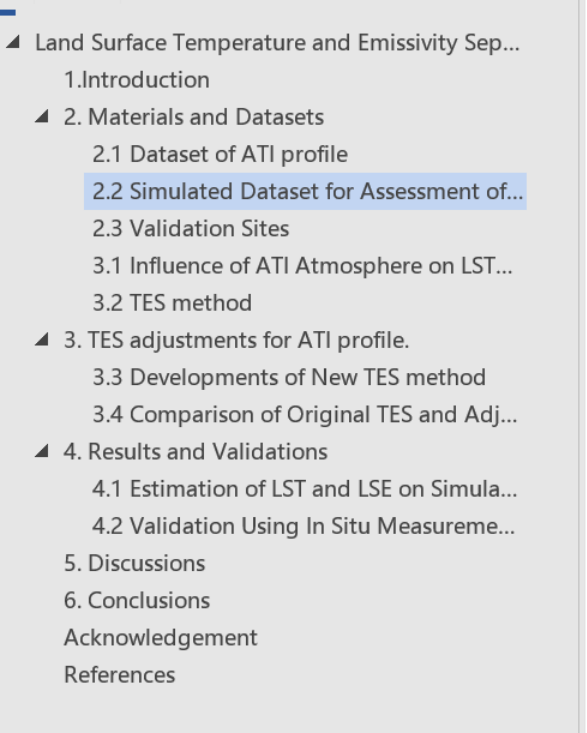 Land Surface Temperature and Emissivity Sep...
1.Introduction
2. Materials and Datasets
2.1 Dataset of ATI profile
2.2 Simulated Dataset for Assessment of...
2.3 Validation Sites
3.1 Influence of ATI Atmosphere on LST...
3.2 TES method
3. TES adjustments for ATI profile.
3.3 Developments of New TES method
3.4 Comparison of Original TES and Adj...
4. Results and Validations
4.1 Estimation of LST and LSE on Simula...
4.2 Validation Using In Situ Measureme...
5. Discussions
6. Conclusions
Acknowledgement
References